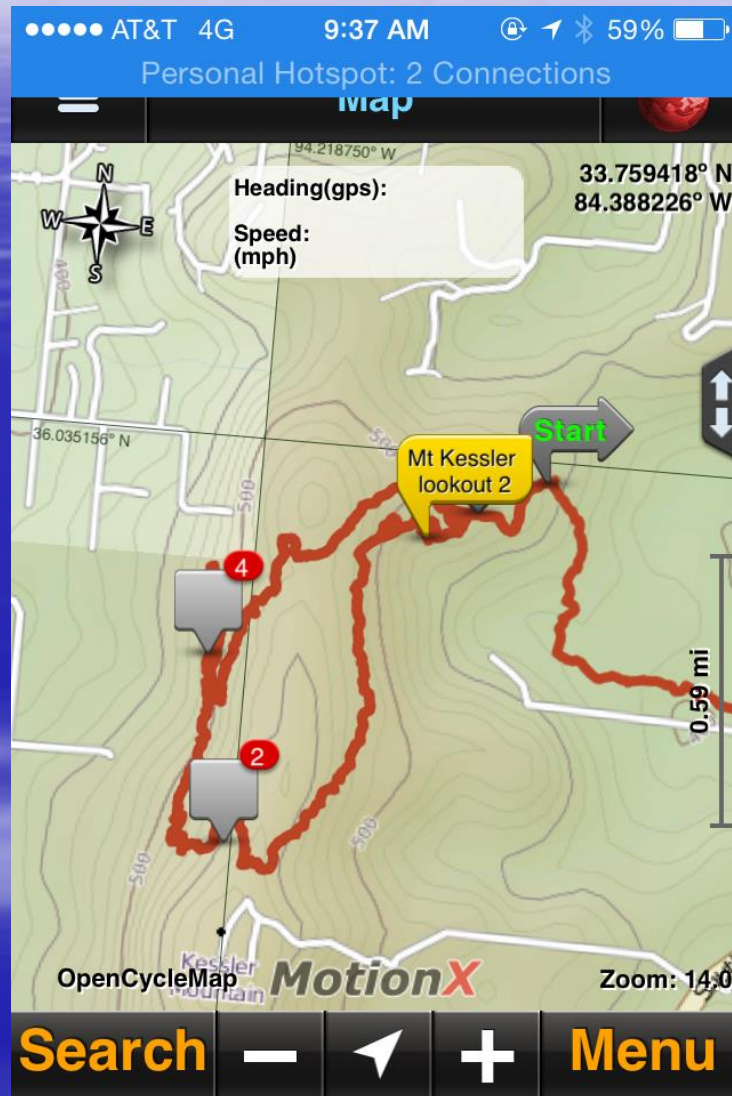 AT&T 4G 9:37 AM 59%
Personal Hotspot: 2 Connections
Map
94.218750° W
N
W E
S
Heading(gps):
Speed:
(mph)
33.759418° N
84.388226° W
400
36.035156° N
500
500
Start
Mt Kessler
lookout 2
4
0.59 mi
2
500
500
Kessler
Mountain
OpenCycleMap
MotionX
Zoom: 14.0
Search
Menu